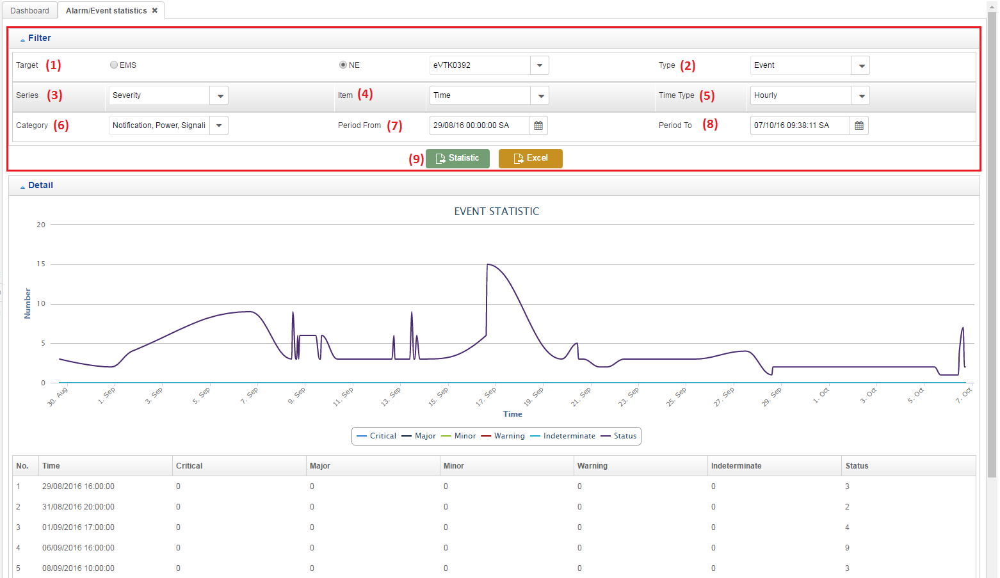 Dashboard Alarm/Event statistics ✖
Filter
Target (1) EMS NE eVTK0392 Type (2) Event
Series (3) Severity Item (4) Time Time Type (5) Hourly
Category (6) Notification, Power, Signali Period From (7) 29/08/16 00:00:00 SA Period To (8) 07/10/16 09:38:11 SA
(9) Statistic Excel
Detail
EVENT STATISTIC
20
15
10
5
0
Number
30. Aug 1. Sep 3. Sep 5. Sep 7. Sep 9. Sep 11. Sep 13. Sep 15. Sep 17. Sep 19. Sep 21. Sep 23. Sep 25. Sep 27. Sep 29. Sep 1. Oct 3. Oct 5. Oct 7. Oct
Time
Critical Major Minor Warning Indeterminate Status
No. Time Critical Major Minor Warning Indeterminate Status
1 29/08/2016 16:00:00 0 0 0 0 0 3
2 31/08/2016 20:00:00 0 0 0 0 0 2
3 01/09/2016 17:00:00 0 0 0 0 0 4
4 06/09/2016 16:00:00 0 0 0 0 0 9
5 08/09/2016 10:00:00 0 0 0 0 0 3